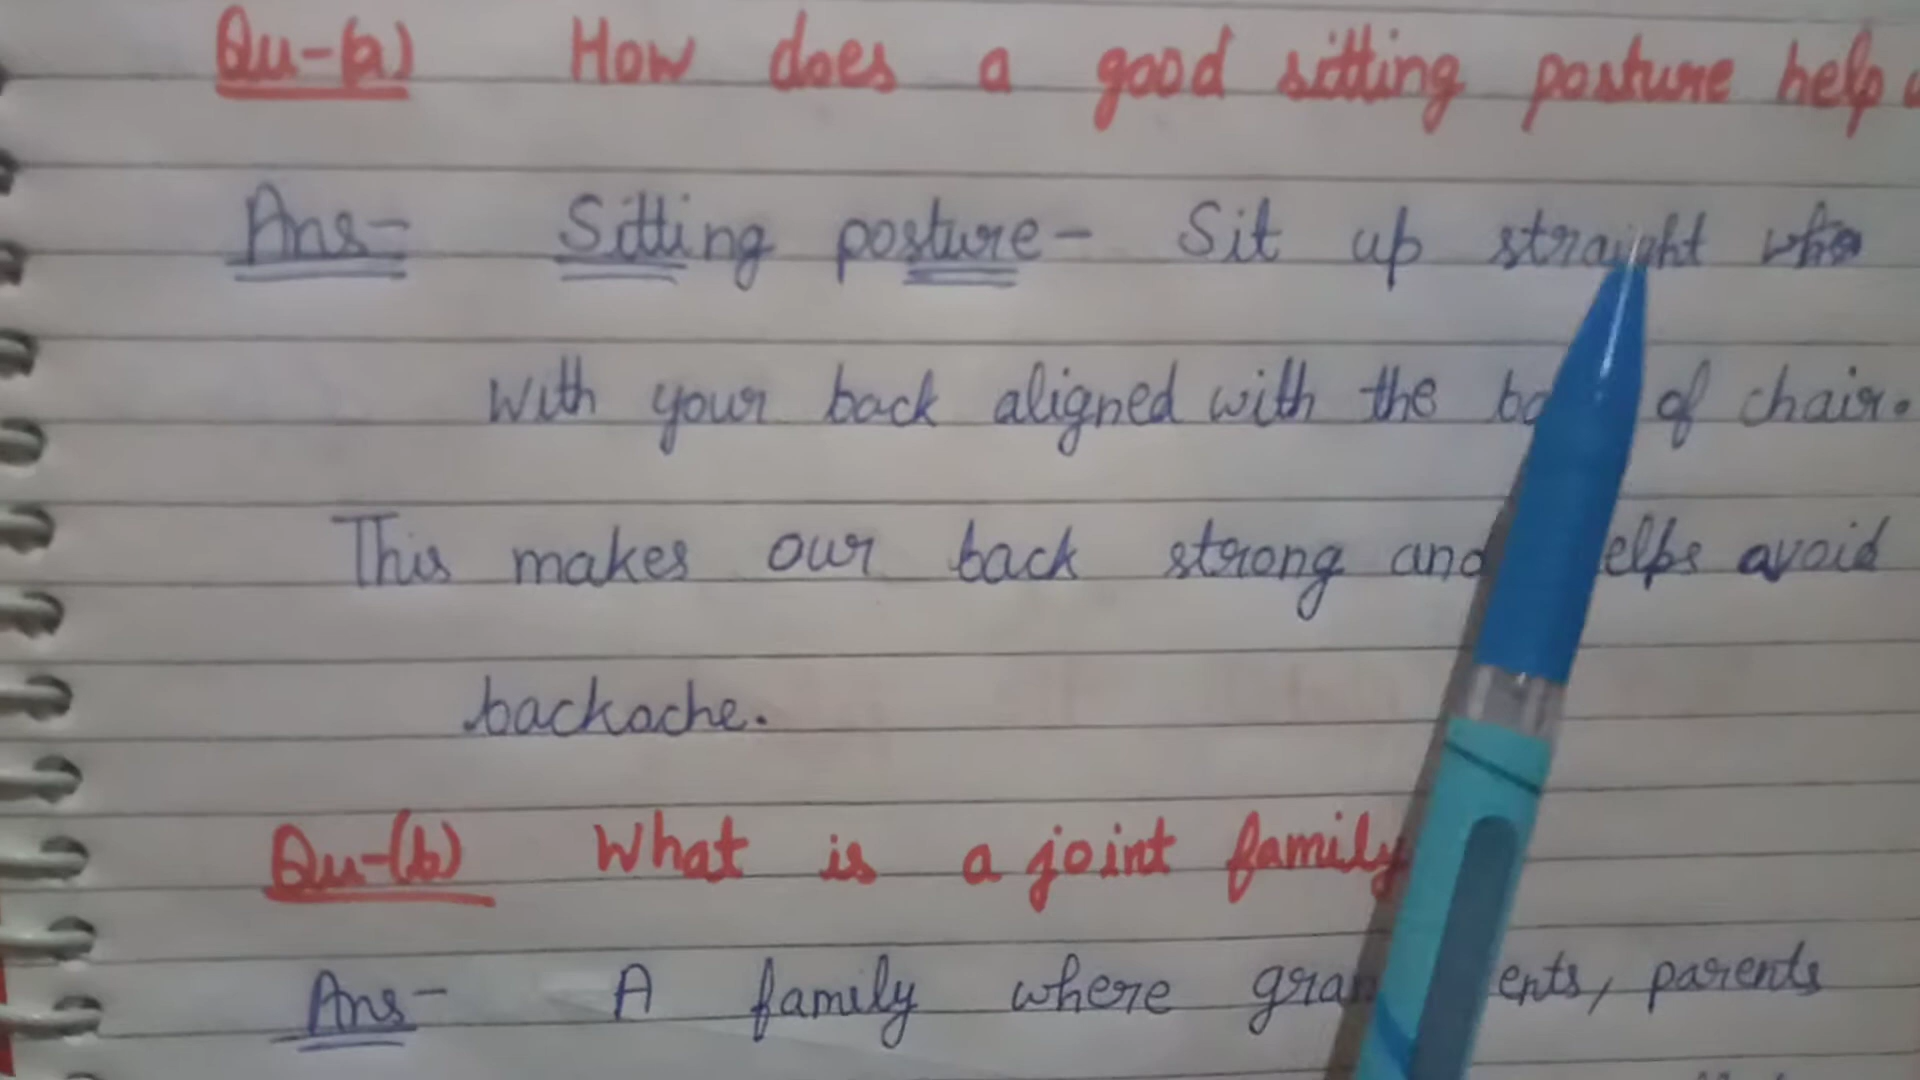 Qu-(a) How does a good sitting posture help
Ans- Sitting posture- Sit up straight
with your back aligned with the of chair.
This makes our back strong and avoid
backache.
Qu-(b) What is a joint family
Ans- A family where parents